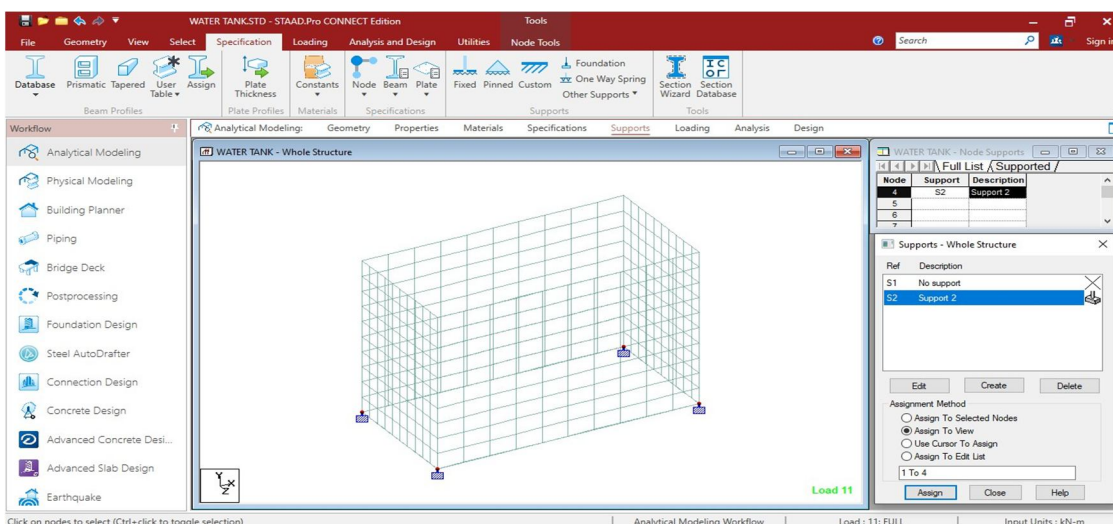 WATER TANK.STD - STAAD.Pro CONNECT Edition
Tools
File Geometry View Select Specification Loading Analysis and Design Utilities Node Tools
Search
Sign in
Database Prismatic Tapered User Table Assign
Beam Profiles
Plate Thickness
Plate Profiles
Constants
Materials
Node Beam Plate
Specifications
Fixed Pinned Custom
Foundation
One Way Spring
Other Supports
Supports
Section Wizard
Section Database
Tools
Workflow
Analytical Modeling
Physical Modeling
Building Planner
Piping
Bridge Deck
Postprocessing
Foundation Design
Steel AutoDrafter
Connection Design
Concrete Design
Advanced Concrete Desi...
Advanced Slab Design
Earthquake
Analytical Modeling: Geometry Properties Materials Specifications Supports Loading Analysis Design
WATER TANK - Whole Structure
Y
X
Z
Load 11
WATER TANK - Node Supports
Full List Supported
Node Support Description
4 S2 Support 2
5
6
7
Supports - Whole Structure
Ref Description
S1 No support
S2 Support 2
Edit Create Delete
Assignment Method
Assign To Selected Nodes
Assign To View
Use Cursor To Assign
Assign To Edit List
1 To 4
Assign Close Help
Click on nodes to select (Ctrl+click to toggle selection)
Analytical Modeling Workflow
Load : 11: FULL
Input Units : kN-m